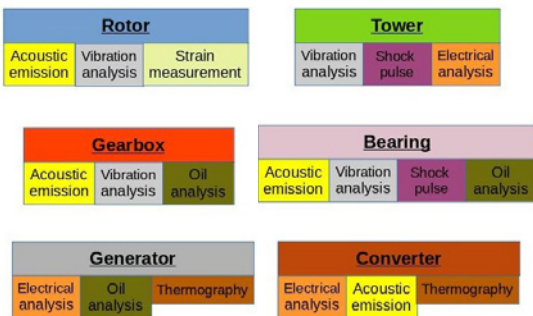 Rotor
Acoustic emission
Vibration analysis
Strain measurement
Tower
Vibration analysis
Shock pulse
Electrical analysis
Gearbox
Acoustic emission
Vibration analysis
Oil analysis
Bearing
Acoustic emission
Vibration analysis
Shock pulse
Oil analysis
Generator
Electrical analysis
Oil analysis
Thermography
Converter
Electrical analysis
Acoustic emission
Thermography